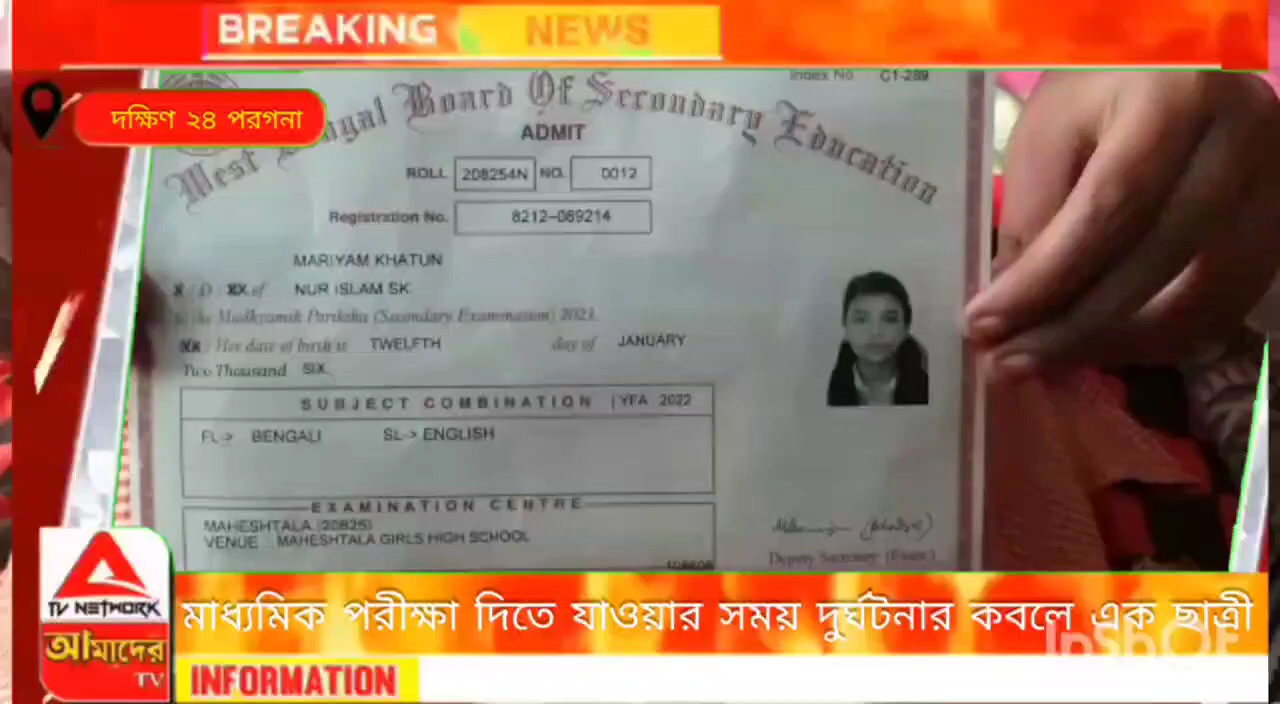 BREAKING NEWS
দক্ষিণ ২৪ পরগনা
Index No G1-289
West Bengal Board Of Secondary Education
ADMIT
ROLL 208254N NO. 0012
Registration No. 8212-089214
MARIYAM KHATUN
D of NUR ISLAM SK
to the Madhyamik Pariksha (Secondary Examination) 2023
Her date of birth is TWELFTH day of JANUARY
Two Thousand SIX
SUBJECT COMBINATION YFA 2022
FL-> BENGALI SL-> ENGLISH
EXAMINATION CENTRE
MAHESHTALA (20825)
VENUE MAHESHTALA GIRLS HIGH SCHOOL
Deputy Secretary (Exam.)
TV NETWORK
আমাদের
TV
মাধ্যমিক পরীক্ষা দিতে যাওয়ার সময় দুর্ঘটনার কবলে এক ছাত্রী
InShOt
INFORMATION